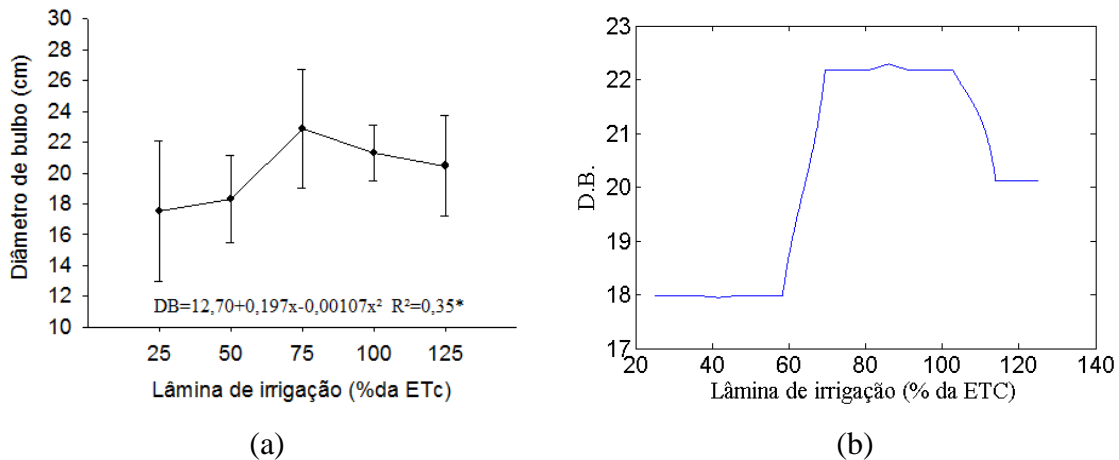 30
28
26
24
22
20
18
16
14
12
10
Diâmetro de bulbo (cm)
DB=12,70+0,197x-0,00107x² R²=0,35*
25 50 75 100 125
Lâmina de irrigação (%da ETc)
(a)
23
22
21
20
19
18
17
D.B.
20 40 60 80 100 120 140
Lâmina de irrigação (% da ETC)
(b)